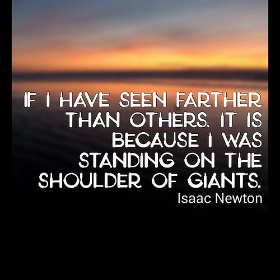 IF I HAVE SEEN FARTHER
THAN OTHERS, IT IS
BECAUSE I WAS
STANDING ON THE
SHOULDER OF GIANTS.
Isaac Newton